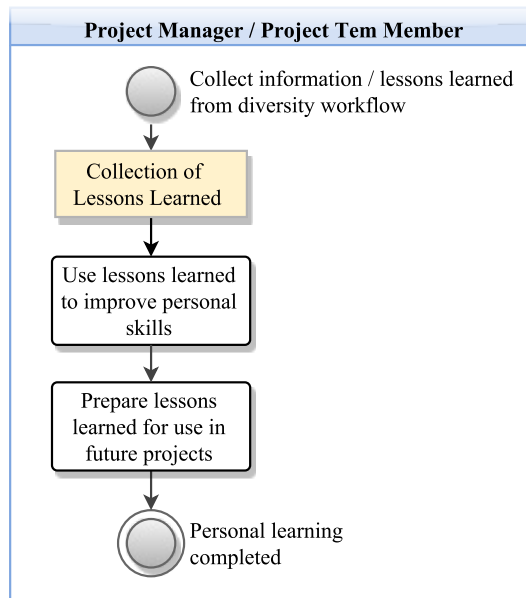 Project Manager / Project Tem Member
Collect information / lessons learned
from diversity workflow
Collection of
Lessons Learned
Use lessons learned
to improve personal
skills
Prepare lessons
learned for use in
future projects
Personal learning
completed